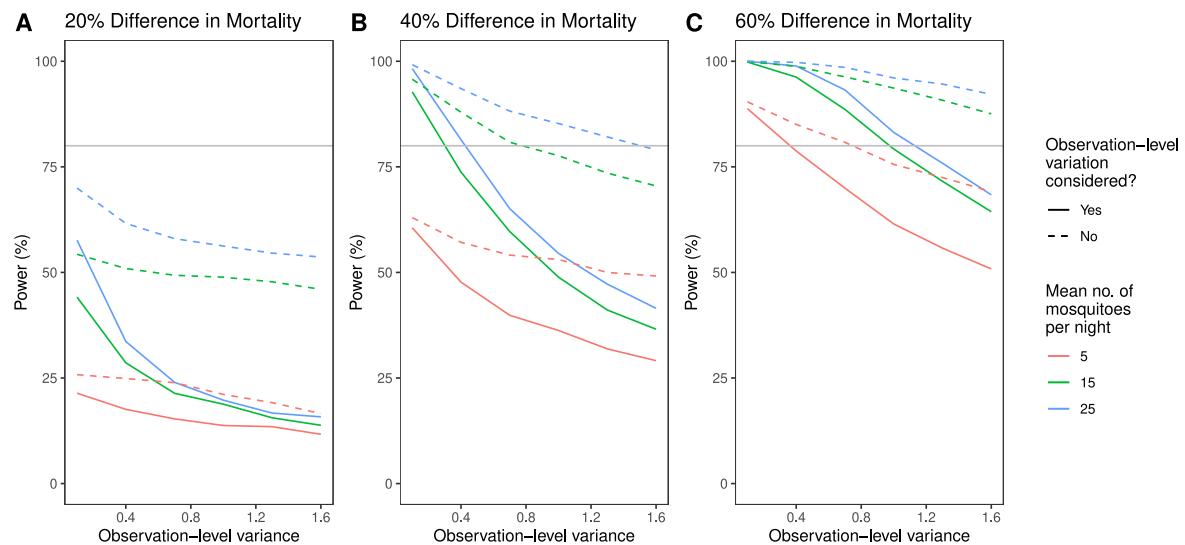 A 20% Difference in Mortality
B 40% Difference in Mortality
C 60% Difference in Mortality
Power (%)
100
75
50
25
0
0.4 0.8 1.2 1.6
Observation−level variance
Power (%)
100
75
50
25
0
0.4 0.8 1.2 1.6
Observation−level variance
Power (%)
100
75
50
25
0
0.4 0.8 1.2 1.6
Observation−level variance
Observation−level
variation
considered?
Yes
No
Mean no. of
mosquitoes
per night
5
15
25